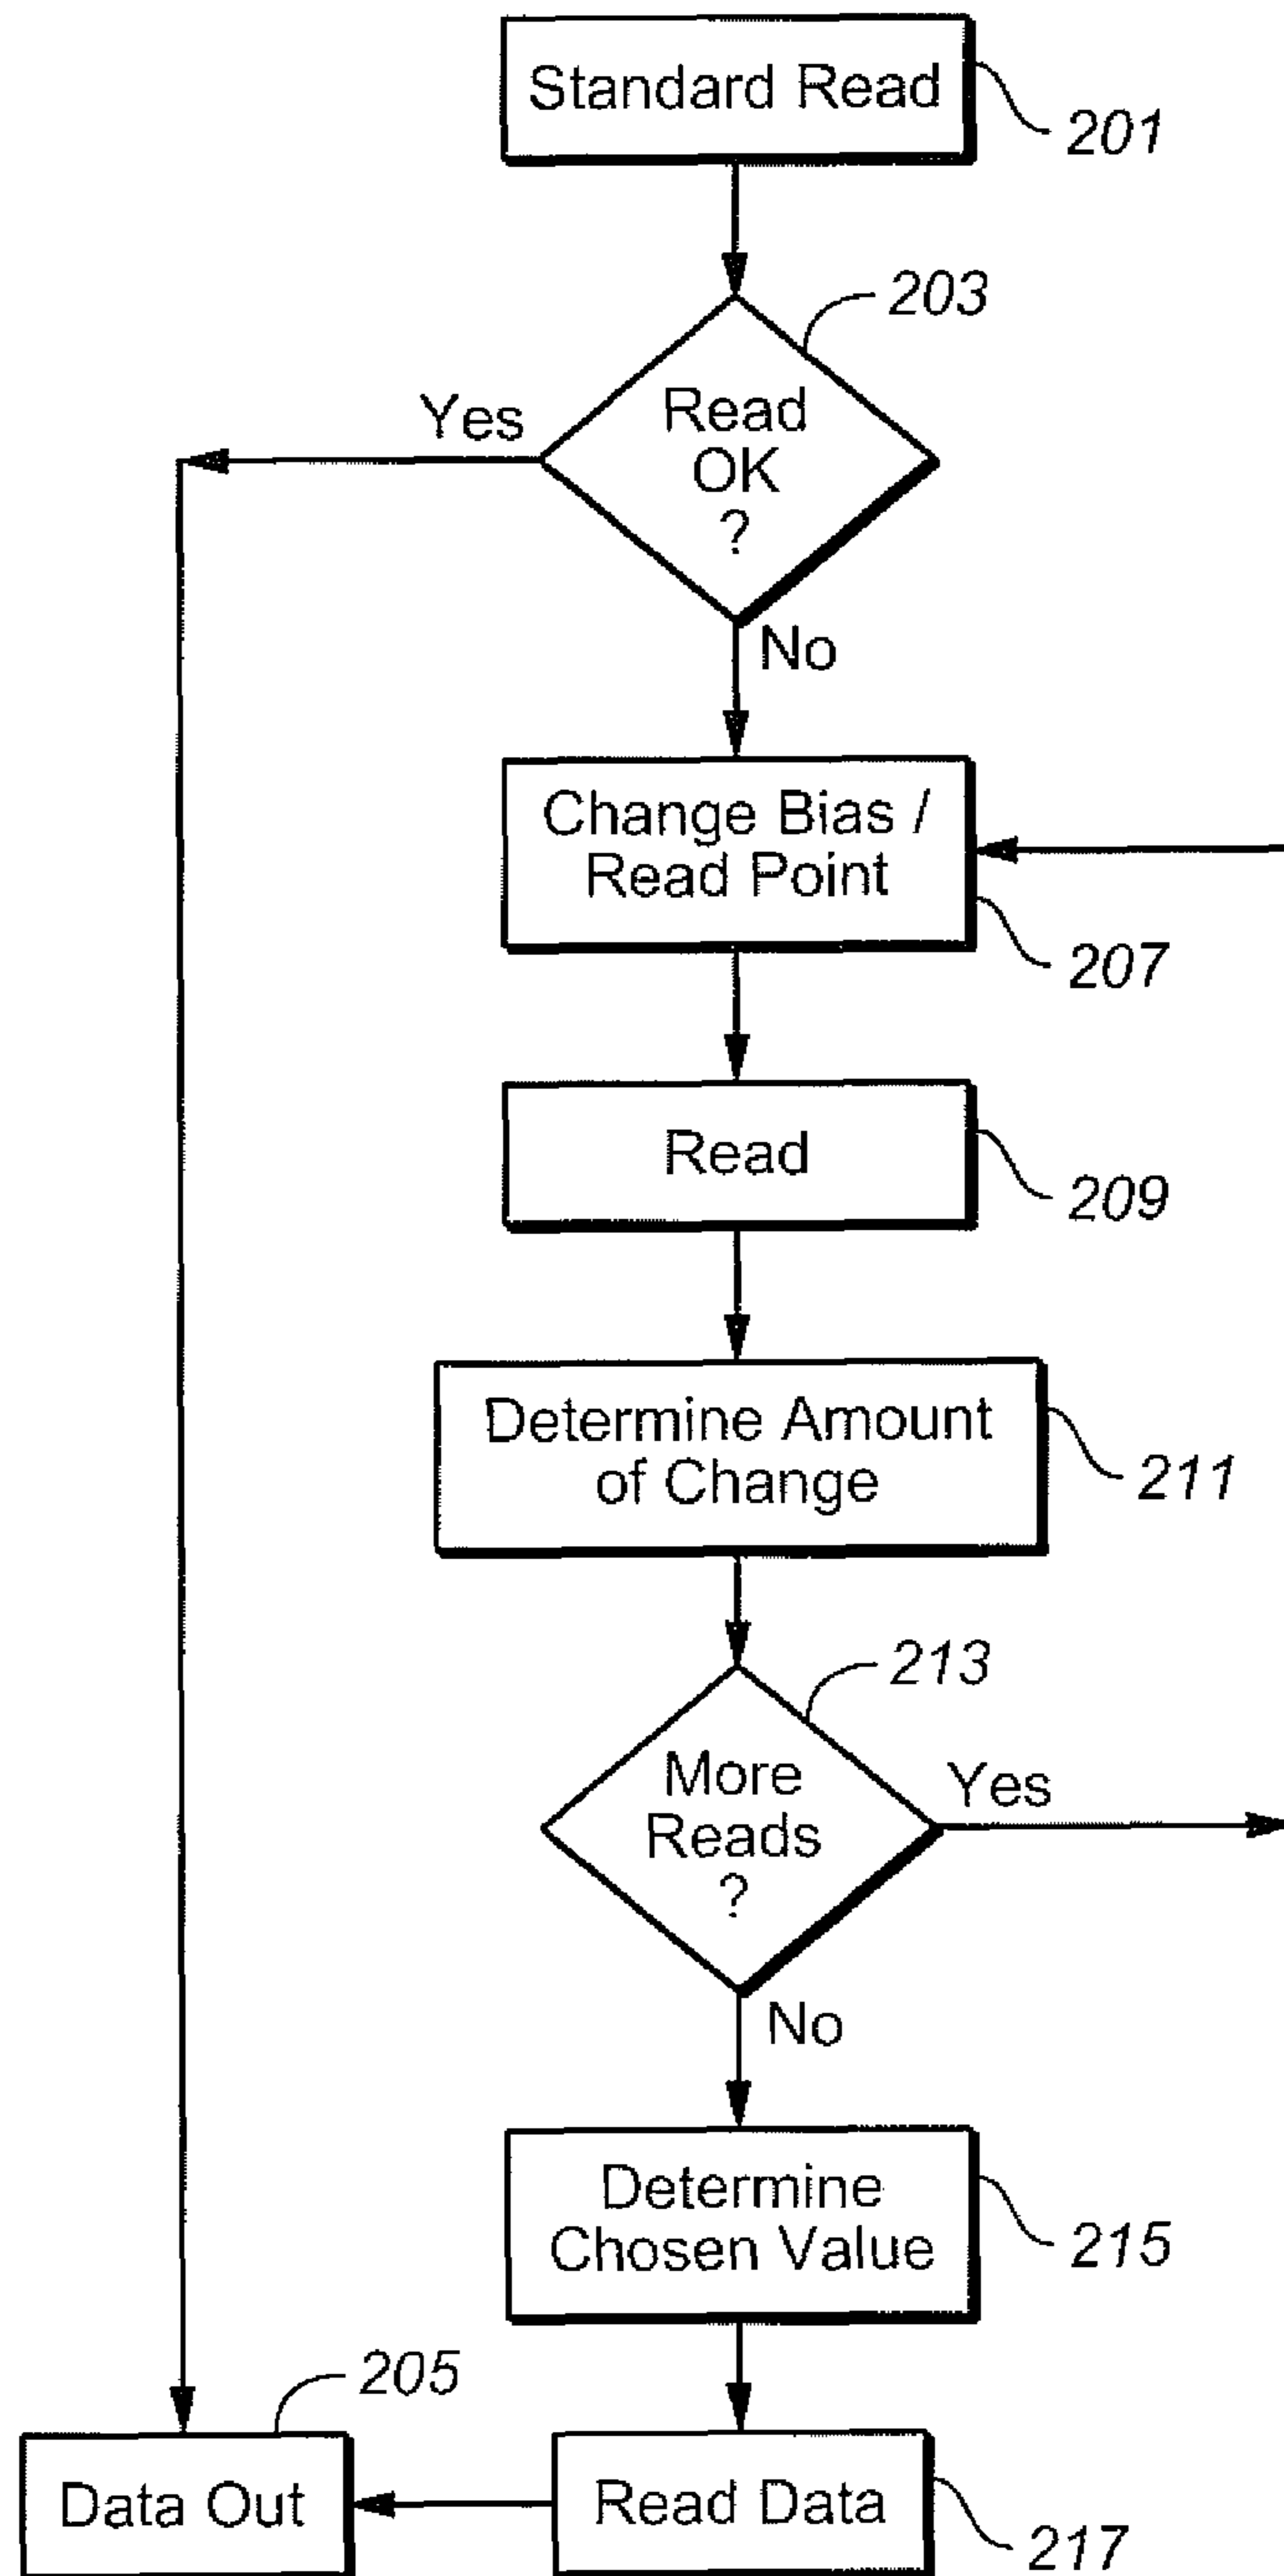 Standard Read
201
203
Yes
Read
OK
?
No
Change Bias /
Read Point
207
Read
209
Determine Amount
of Change
211
213
More
Reads
?
Yes
No
Determine
Chosen Value
215
205
Data Out
Read Data
217